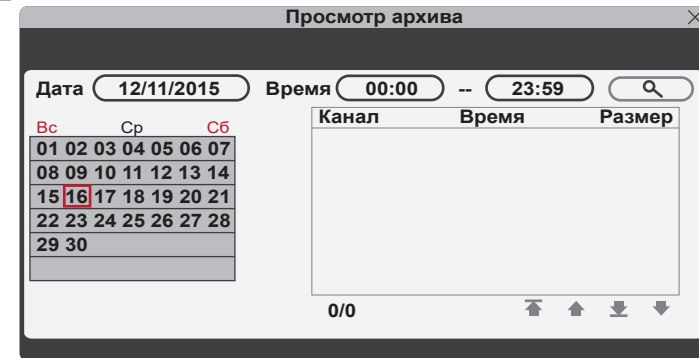 Просмотр архива
Дата 12/11/2015 Время 00:00 -- 23:59
Канал Время Размер
Вс Ср Сб
01 02 03 04 05 06 07
08 09 10 11 12 13 14
15 16 17 18 19 20 21
22 23 24 25 26 27 28
29 30
0/0